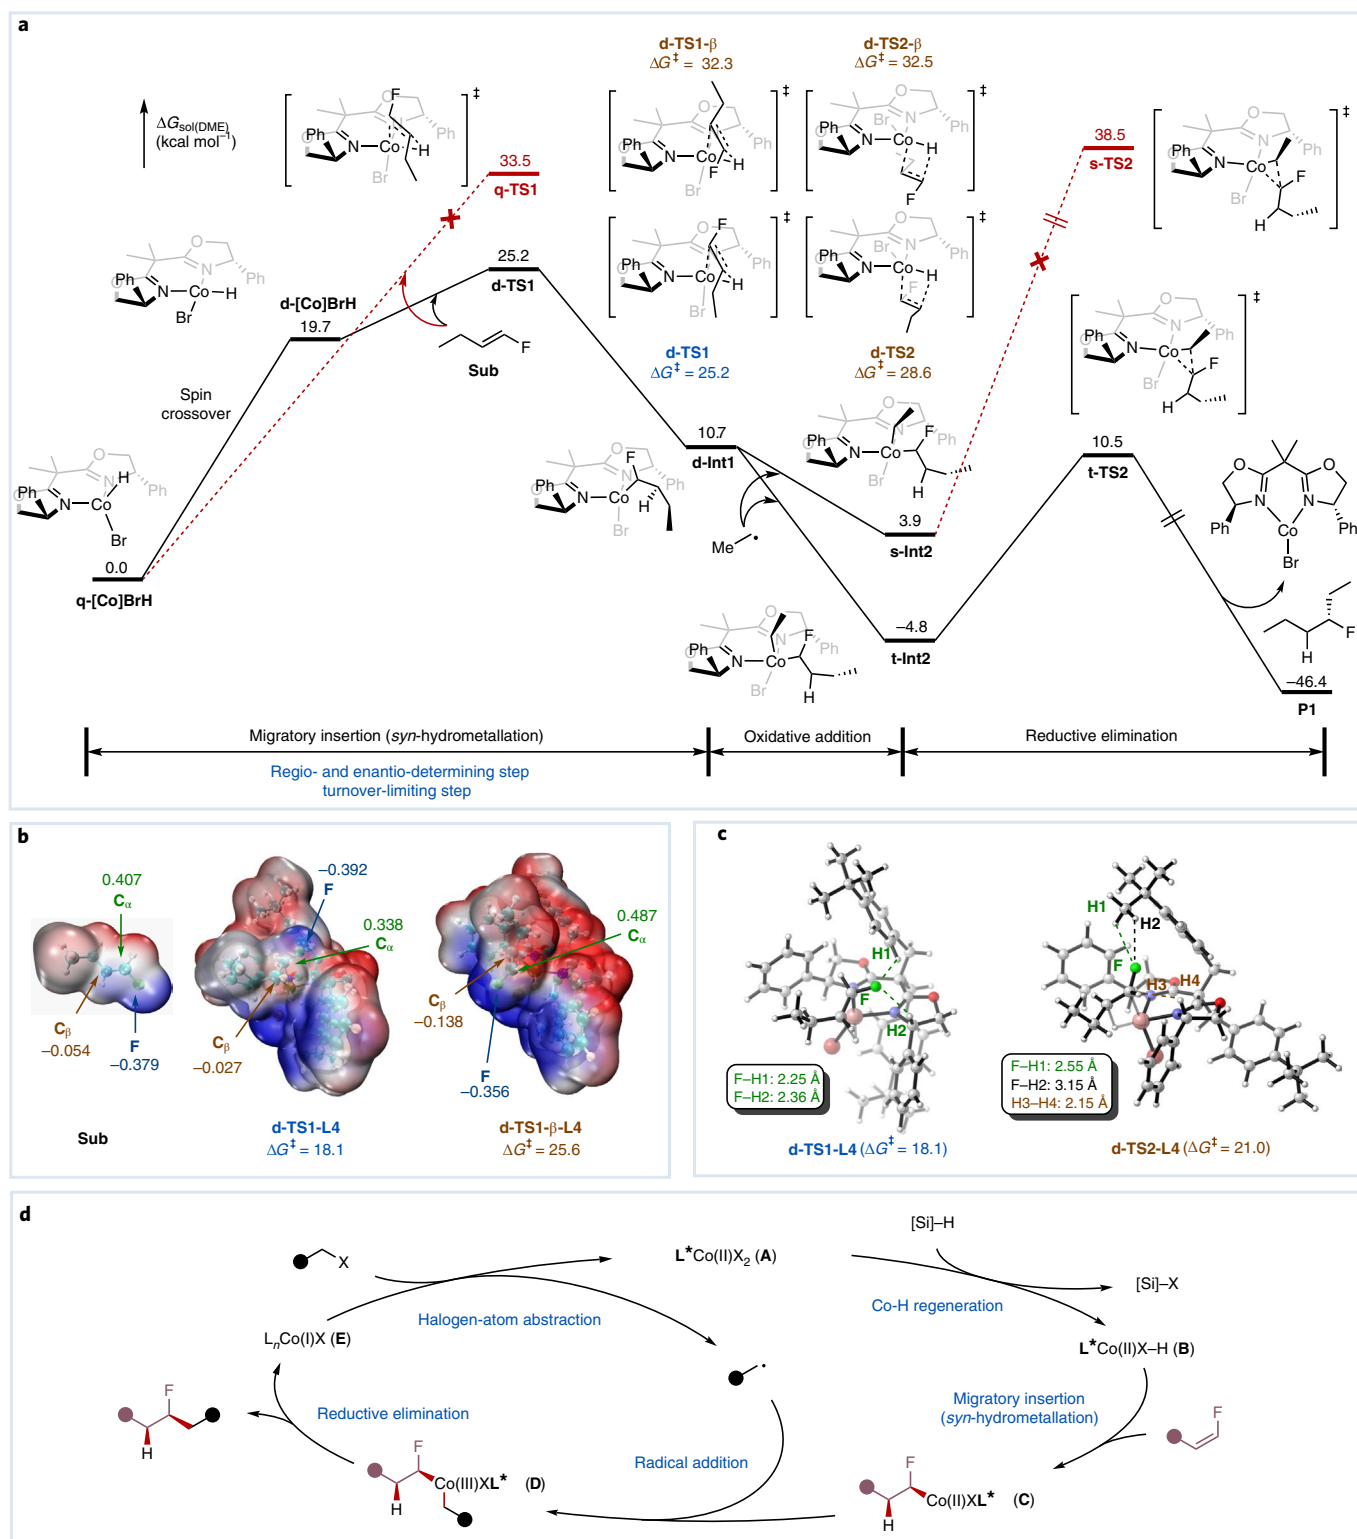 a
ΔG‡sol(DME)
(kcal mol−1)
d-TS1-β
ΔG‡ = 32.3
d-TS2-β
ΔG‡ = 32.5
38.5
s-TS2
33.5
q-TS1
25.2
d-TS1
d-[Co]BrH
19.7
Sub
d-TS1
ΔG‡ = 25.2
d-TS2
ΔG‡ = 28.6
Spin
crossover
10.7
d-Int1
10.5
t-TS2
3.9
s-Int2
Me
0.0
q-[Co]BrH
−4.8
t-Int2
−46.4
P1
Ph
Ph
N
N
O
O
Co
H
Br
F
‡
Migratory insertion (syn-hydrometallation)
Oxidative addition
Reductive elimination
Regio- and enantio-determining step
turnover-limiting step
b
0.407
Cα
Cβ
−0.054
F
−0.379
Sub
−0.392
F
0.338
Cα
Cβ
−0.027
d-TS1-L4
ΔG‡ = 18.1
0.487
Cα
Cβ
−0.138
F
−0.356
d-TS1-β-L4
ΔG‡ = 25.6
c
H1
F
H2
F–H1: 2.25 Å
F–H2: 2.36 Å
d-TS1-L4 (ΔG‡ = 18.1)
H1
H2
F
H3
H4
F–H1: 2.55 Å
F–H2: 3.15 Å
H3–H4: 2.15 Å
d-TS2-L4 (ΔG‡ = 21.0)
d
[Si]–H
X
L*Co(II)X2 (A)
[Si]–X
Co-H regeneration
Halogen-atom abstraction
LnCo(I)X (E)
L*Co(II)X–H (B)
Migratory insertion
(syn-hydrometallation)
F
F
H
Reductive elimination
Radical addition
F
Co(III)XL* (D)
H
F
Co(II)XL* (C)
H